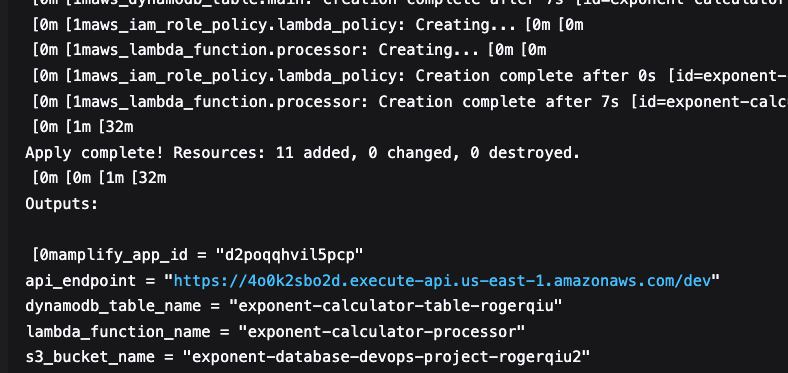 [0m [1maws_dynamodb_table.main: Creation complete after 7s [id=exponent-calculator
[0m [1maws_iam_role_policy.lambda_policy: Creating... [0m [0m
[0m [1maws_lambda_function.processor: Creating... [0m [0m
[0m [1maws_iam_role_policy.lambda_policy: Creation complete after 0s [id=exponent-
[0m [1maws_lambda_function.processor: Creation complete after 7s [id=exponent-calc
[0m [1m [32m
Apply complete! Resources: 11 added, 0 changed, 0 destroyed.
[0m [0m [1m [32m
Outputs:
[0mamplify_app_id = "d2poqqhvil5pcp"
api_endpoint = "https://4o0k2sbo2d.execute-api.us-east-1.amazonaws.com/dev"
dynamodb_table_name = "exponent-calculator-table-rogerqiu"
lambda_function_name = "exponent-calculator-processor"
s3_bucket_name = "exponent-database-devops-project-rogerqiu2"